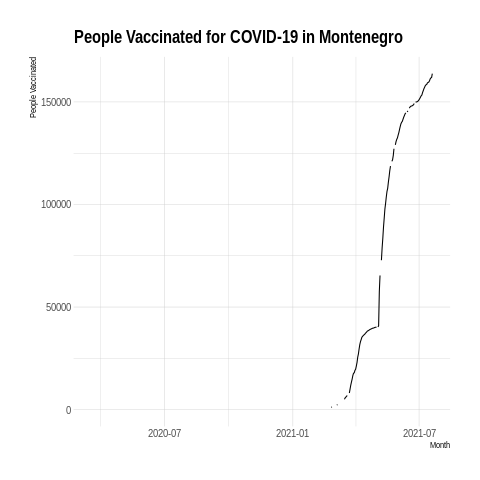 People Vaccinated for COVID-19 in Montenegro
People Vaccinated
150000
100000
50000
0
2020-07
2021-01
2021-07
Month